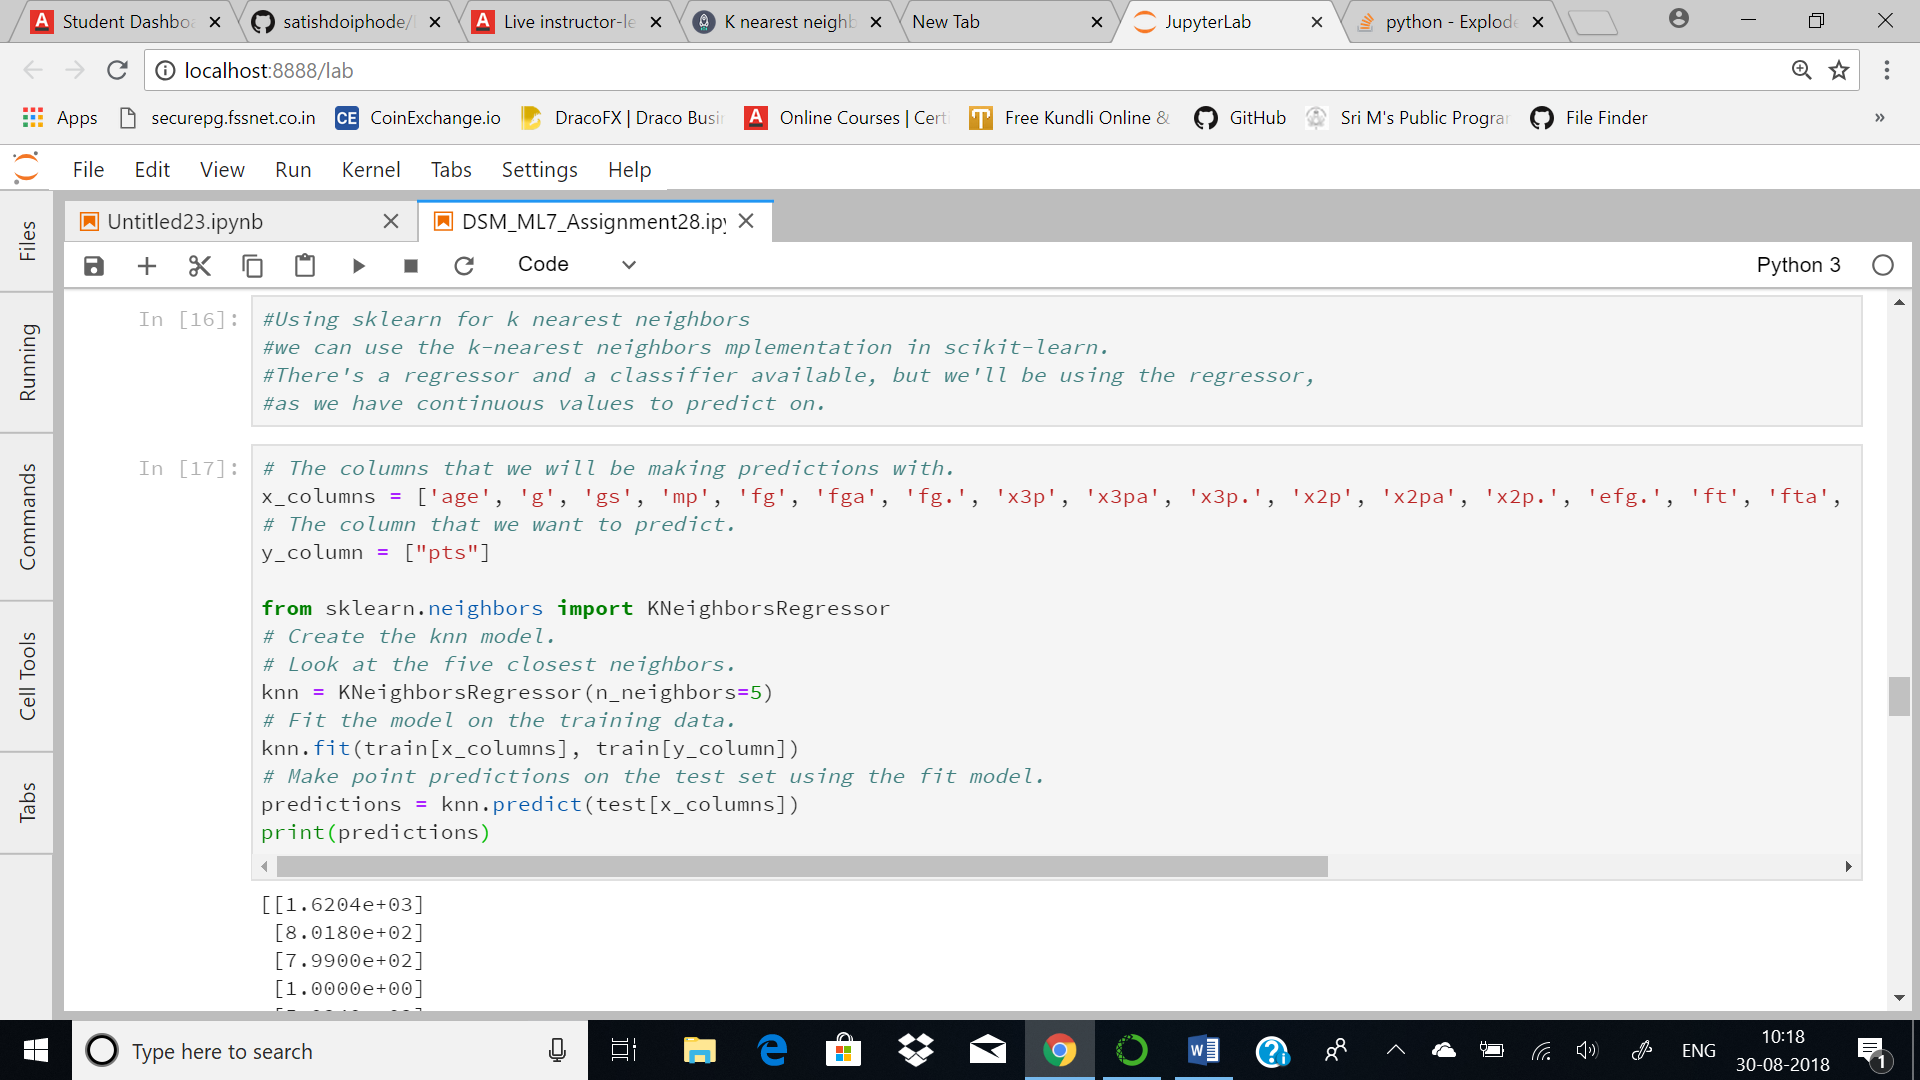 Student Dashbo
satishdoiphode/
Live instructor-le
K nearest neighb
New Tab
JupyterLab
python - Explode
localhost:8888/lab
Apps
securepg.fssnet.co.in
CE CoinExchange.io
DracoFX | Draco Busi
Online Courses | Certi
Free Kundli Online &
GitHub
Sri M's Public Progra
File Finder
»
File Edit View Run Kernel Tabs Settings Help
Files
Running
Commands
Cell Tools
Tabs
Untitled23.ipynb
DSM_ML7_Assignment28.ipy
Code
Python 3
In [16]:
#Using sklearn for k nearest neighbors
#we can use the k-nearest neighbors mplementation in scikit-learn.
#There's a regressor and a classifier available, but we'll be using the regressor,
#as we have continuous values to predict on.
In [17]:
# The columns that we will be making predictions with.
x_columns = ['age', 'g', 'gs', 'mp', 'fg', 'fga', 'fg.', 'x3p', 'x3pa', 'x3p.', 'x2p', 'x2pa', 'x2p.', 'efg.', 'ft', 'fta',
# The column that we want to predict.
y_column = ["pts"]
from sklearn.neighbors import KNeighborsRegressor
# Create the knn model.
# Look at the five closest neighbors.
knn = KNeighborsRegressor(n_neighbors=5)
# Fit the model on the training data.
knn.fit(train[x_columns], train[y_column])
# Make point predictions on the test set using the fit model.
predictions = knn.predict(test[x_columns])
print(predictions)
[[1.6204e+03]
[8.0180e+02]
[7.9900e+02]
[1.0000e+00]
Type here to search
ENG
10:18
30-08-2018
1